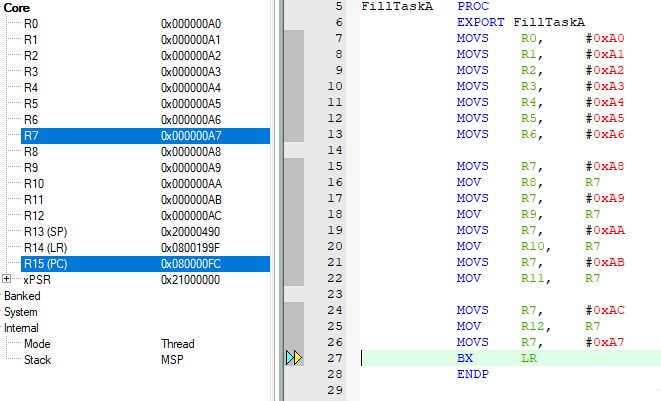 Core
R0 0x000000A0
R1 0x000000A1
R2 0x000000A2
R3 0x000000A3
R4 0x000000A4
R5 0x000000A5
R6 0x000000A6
R7 0x000000A7
R8 0x000000A8
R9 0x000000A9
R10 0x000000AA
R11 0x000000AB
R12 0x000000AC
R13 (SP) 0x20000490
R14 (LR) 0x0800199F
R15 (PC) 0x080000FC
xPSR 0x21000000
Banked
System
Internal
Mode Thread
Stack MSP
5 FillTaskA PROC
6 EXPORT FillTaskA
7 MOVS R0, #0xA0
8 MOVS R1, #0xA1
9 MOVS R2, #0xA2
10 MOVS R3, #0xA3
11 MOVS R4, #0xA4
12 MOVS R5, #0xA5
13 MOVS R6, #0xA6
14
15 MOVS R7, #0xA8
16 MOV R8, R7
17 MOVS R7, #0xA9
18 MOV R9, R7
19 MOVS R7, #0xAA
20 MOV R10, R7
21 MOVS R7, #0xAB
22 MOV R11, R7
23
24 MOVS R7, #0xAC
25 MOV R12, R7
26 MOVS R7, #0xA7
27 BX LR
28 ENDP
29